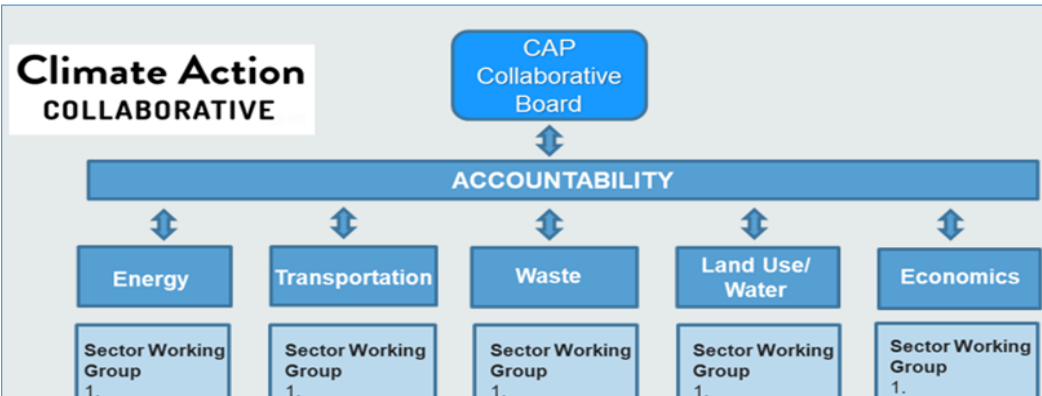 Climate Action
COLLABORATIVE
CAP
Collaborative
Board
ACCOUNTABILITY
Energy
Transportation
Waste
Land Use/
Water
Economics
Sector Working
Group
1.
Sector Working
Group
1.
Sector Working
Group
1.
Sector Working
Group
1.
Sector Working
Group
1.